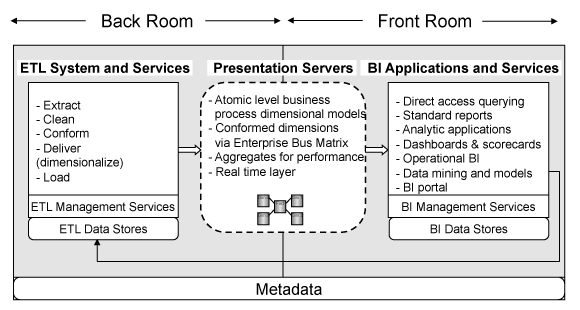 Back Room
Front Room
ETL System and Services
- Extract
- Clean
- Conform
- Deliver
(dimensionalize)
- Load
ETL Management Services
ETL Data Stores
Presentation Servers
- Atomic level business
process dimensional models
- Conformed dimensions
via Enterprise Bus Matrix
- Aggregates for performance
- Real time layer
BI Applications and Services
- Direct access querying
- Standard reports
- Analytic applications
- Dashboards & scorecards
- Operational BI
- Data mining and models
- BI portal
BI Management Services
BI Data Stores
Metadata